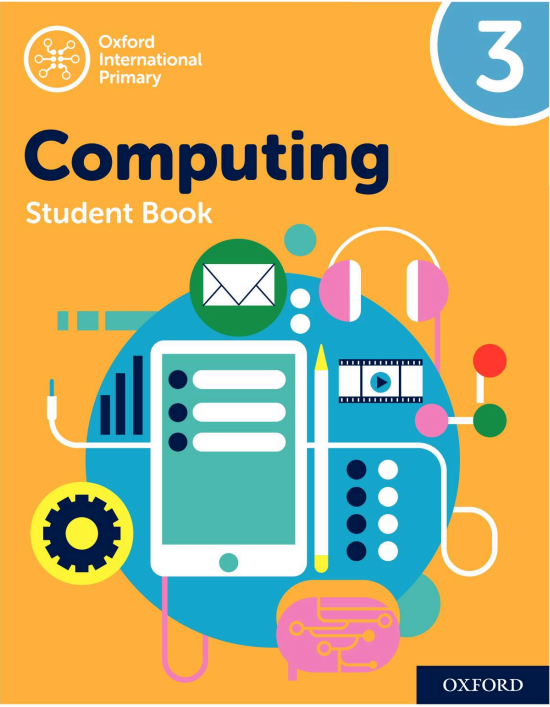 Oxford
International
Primary
3
Computing
Student Book
OXFORD